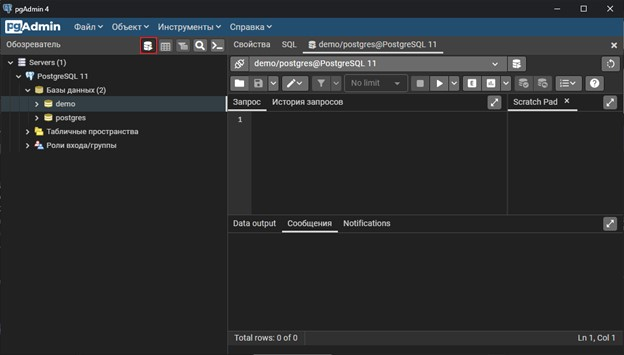 pgAdmin 4
pgAdmin Файл Объект Инструменты Справка
Обозреватель
Свойства SQL demo/postgres@PostgreSQL 11
Servers (1)
PostgreSQL 11
Базы данных (2)
demo
postgres
Табличные пространства
Роли входа/группы
demo/postgres@PostgreSQL 11
No limit
E
Запрос История запросов
Scratch Pad
1
Data output Сообщения Notifications
Total rows: 0 of 0
Ln 1, Col 1